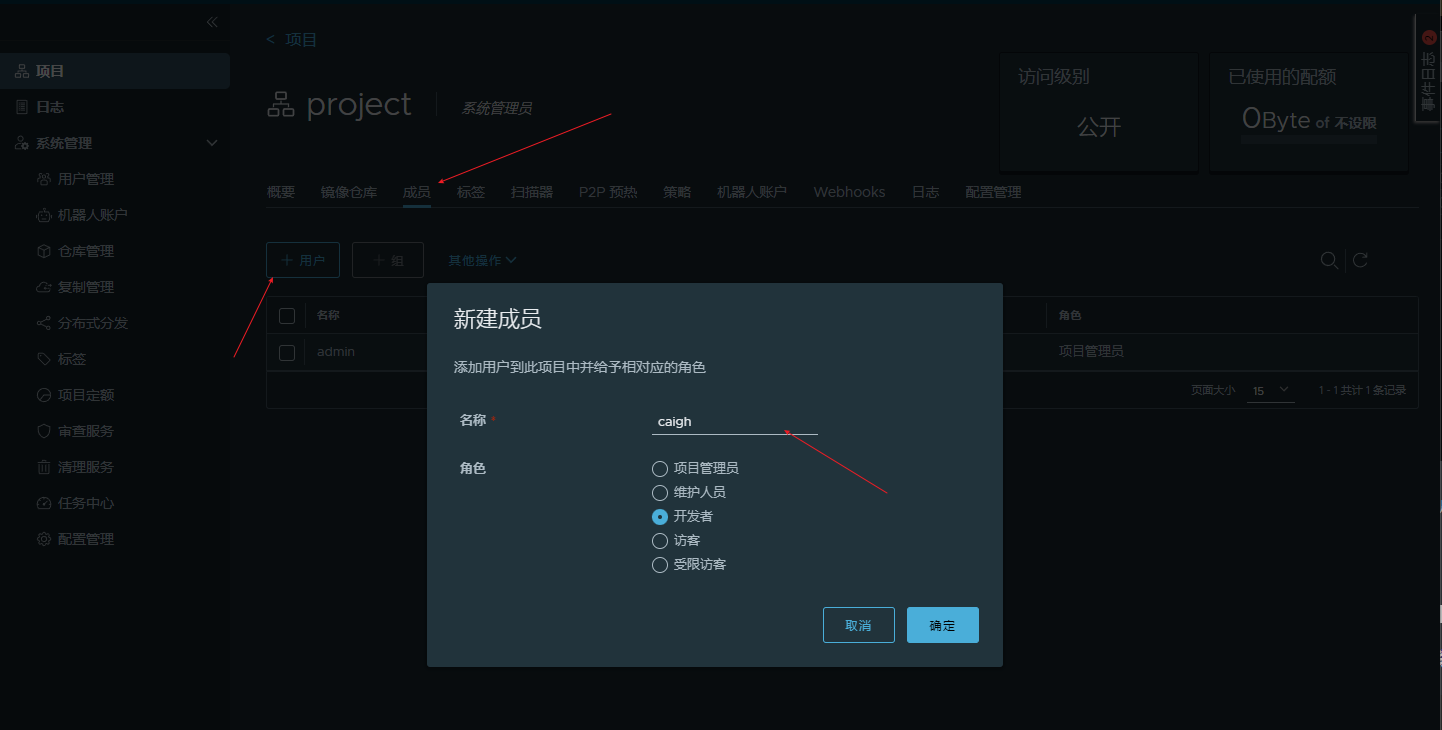 项目
日志
系统管理
用户管理
机器人账户
仓库管理
复制管理
分布式分发
标签
项目定额
审查服务
清理服务
任务中心
配置管理
< 项目
project
系统管理员
访问级别
公开
已使用的配额
0Byte of 不设限
事件日志 2
概要 镜像仓库 成员 标签 扫描器 P2P 预热 策略 机器人账户 Webhooks 日志 配置管理
+ 用户 + 组 其他操作
名称 角色
admin 项目管理员
页面大小 15 1 - 1 共计 1 条记录
新建成员
添加用户到此项目中并给予相对应的角色
名称 * caigh
角色 项目管理员
维护人员
开发者
访客
受限访客
取消 确定